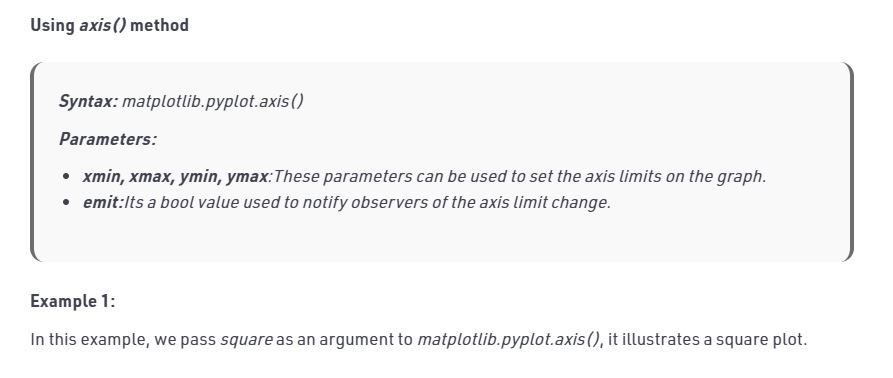 Using axis() method
Syntax: matplotlib.pyplot.axis()
Parameters:
• xmin, xmax, ymin, ymax:These parameters can be used to set the axis limits on the graph.
• emit:Its a bool value used to notify observers of the axis limit change.
Example 1:
In this example, we pass square as an argument to matplotlib.pyplot.axis(), it illustrates a square plot.